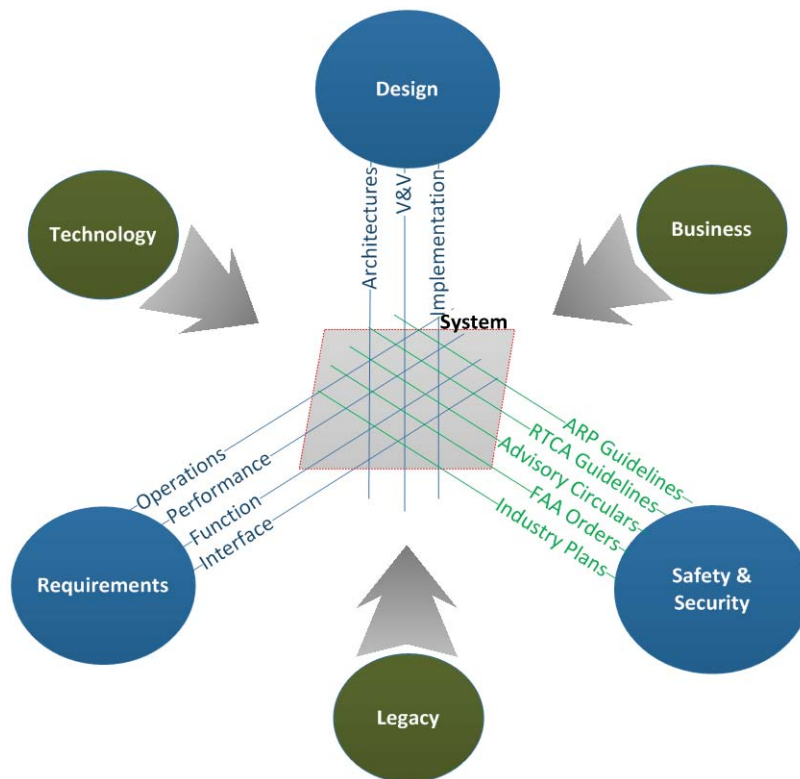 Design
Technology
Business
Architectures
V&V
Implementation
System
Operations
Performance
Function
Interface
ARP Guidelines
RTCA Guidelines
Advisory Circulars
FAA Orders
Industry Plans
Requirements
Safety &
Security
Legacy